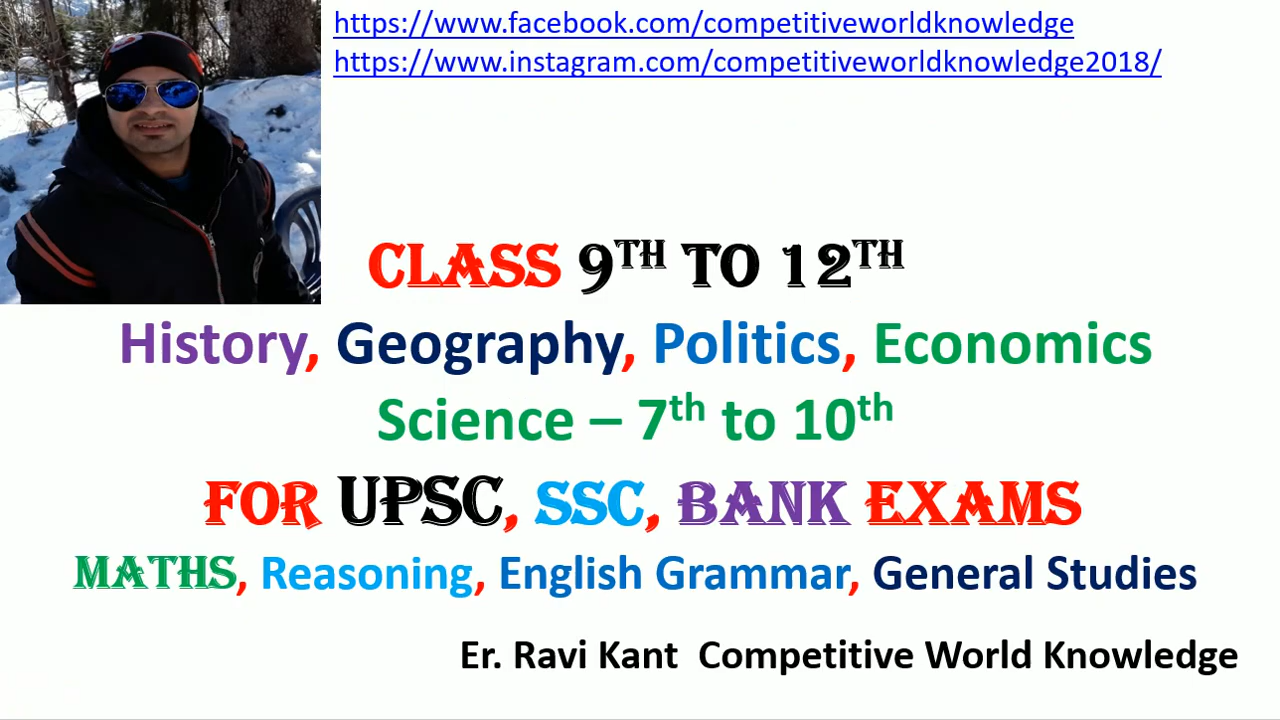 https://www.facebook.com/competitiveworldknowledge
https://www.instagram.com/competitiveworldknowledge2018/
CLASS 9TH TO 12TH
History, Geography, Politics, Economics
Science – 7th to 10th
FOR UPSC, SSC, BANK EXAMS
MATHS, Reasoning, English Grammar, General Studies
Er. Ravi Kant  Competitive World Knowledge